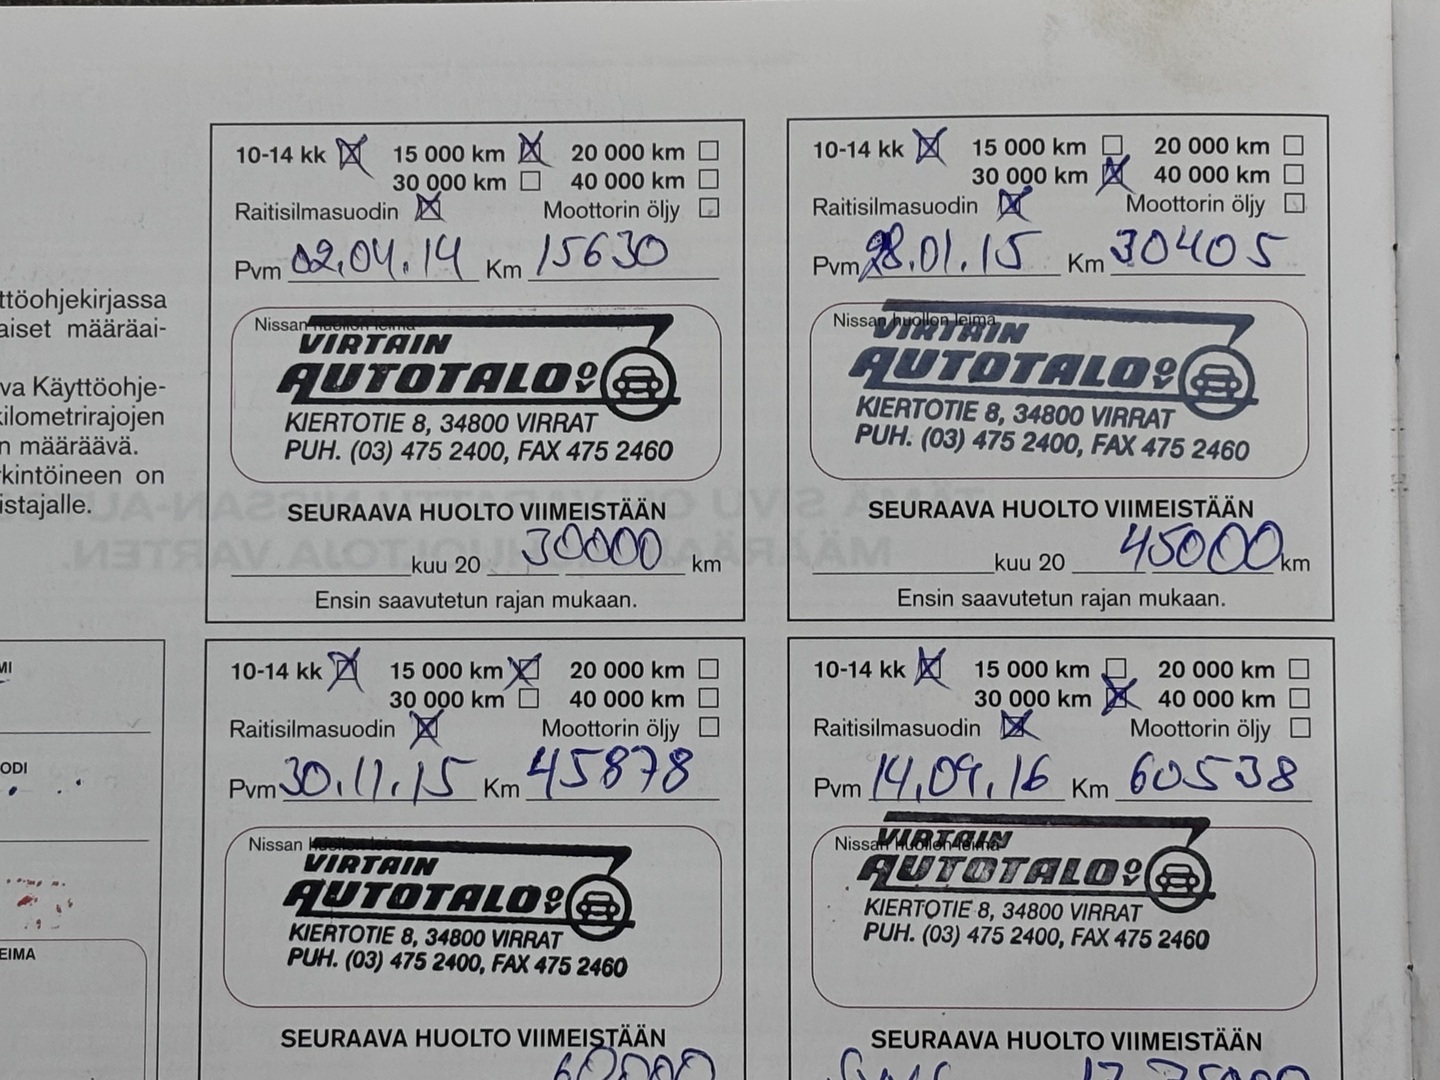 ttöohjekirjassa
aiset määräai-
va Käyttöohje-
kilometrirajojen
n määräävä.
rkintöineen on
istajalle.
MI
ODI
EIMA
10-14 kk 15 000 km 20 000 km
30 000 km 40 000 km
Raitisilmasuodin Moottorin öljy
Pvm 02.04.14 Km 15630
Nissan huollon leima
VIRTAIN
AUTOTALO OY
KIERTOTIE 8, 34800 VIRRAT
PUH. (03) 475 2400, FAX 475 2460
SEURAAVA HUOLTO VIIMEISTÄÄN
kuu 20 30000 km
Ensin saavutetun rajan mukaan.
10-14 kk 15 000 km 20 000 km
30 000 km 40 000 km
Raitisilmasuodin Moottorin öljy
Pvm 28.01.15 Km 30405
Nissan huollon leima
VIRTAIN
AUTOTALO OY
KIERTOTIE 8, 34800 VIRRAT
PUH. (03) 475 2400, FAX 475 2460
SEURAAVA HUOLTO VIIMEISTÄÄN
kuu 20 45000 km
Ensin saavutetun rajan mukaan.
10-14 kk 15 000 km 20 000 km
30 000 km 40 000 km
Raitisilmasuodin Moottorin öljy
Pvm 30.11.15 Km 45878
Nissan huollon leima
VIRTAIN
AUTOTALO OY
KIERTOTIE 8, 34800 VIRRAT
PUH. (03) 475 2400, FAX 475 2460
SEURAAVA HUOLTO VIIMEISTÄÄN
60000
10-14 kk 15 000 km 20 000 km
30 000 km 40 000 km
Raitisilmasuodin Moottorin öljy
Pvm 14.09.16 Km 60538
Nissan huollon leima
VIRTAIN
AUTOTALO OY
KIERTOTIE 8, 34800 VIRRAT
PUH. (03) 475 2400, FAX 475 2460
SEURAAVA HUOLTO VIIMEISTÄÄN
17 75000